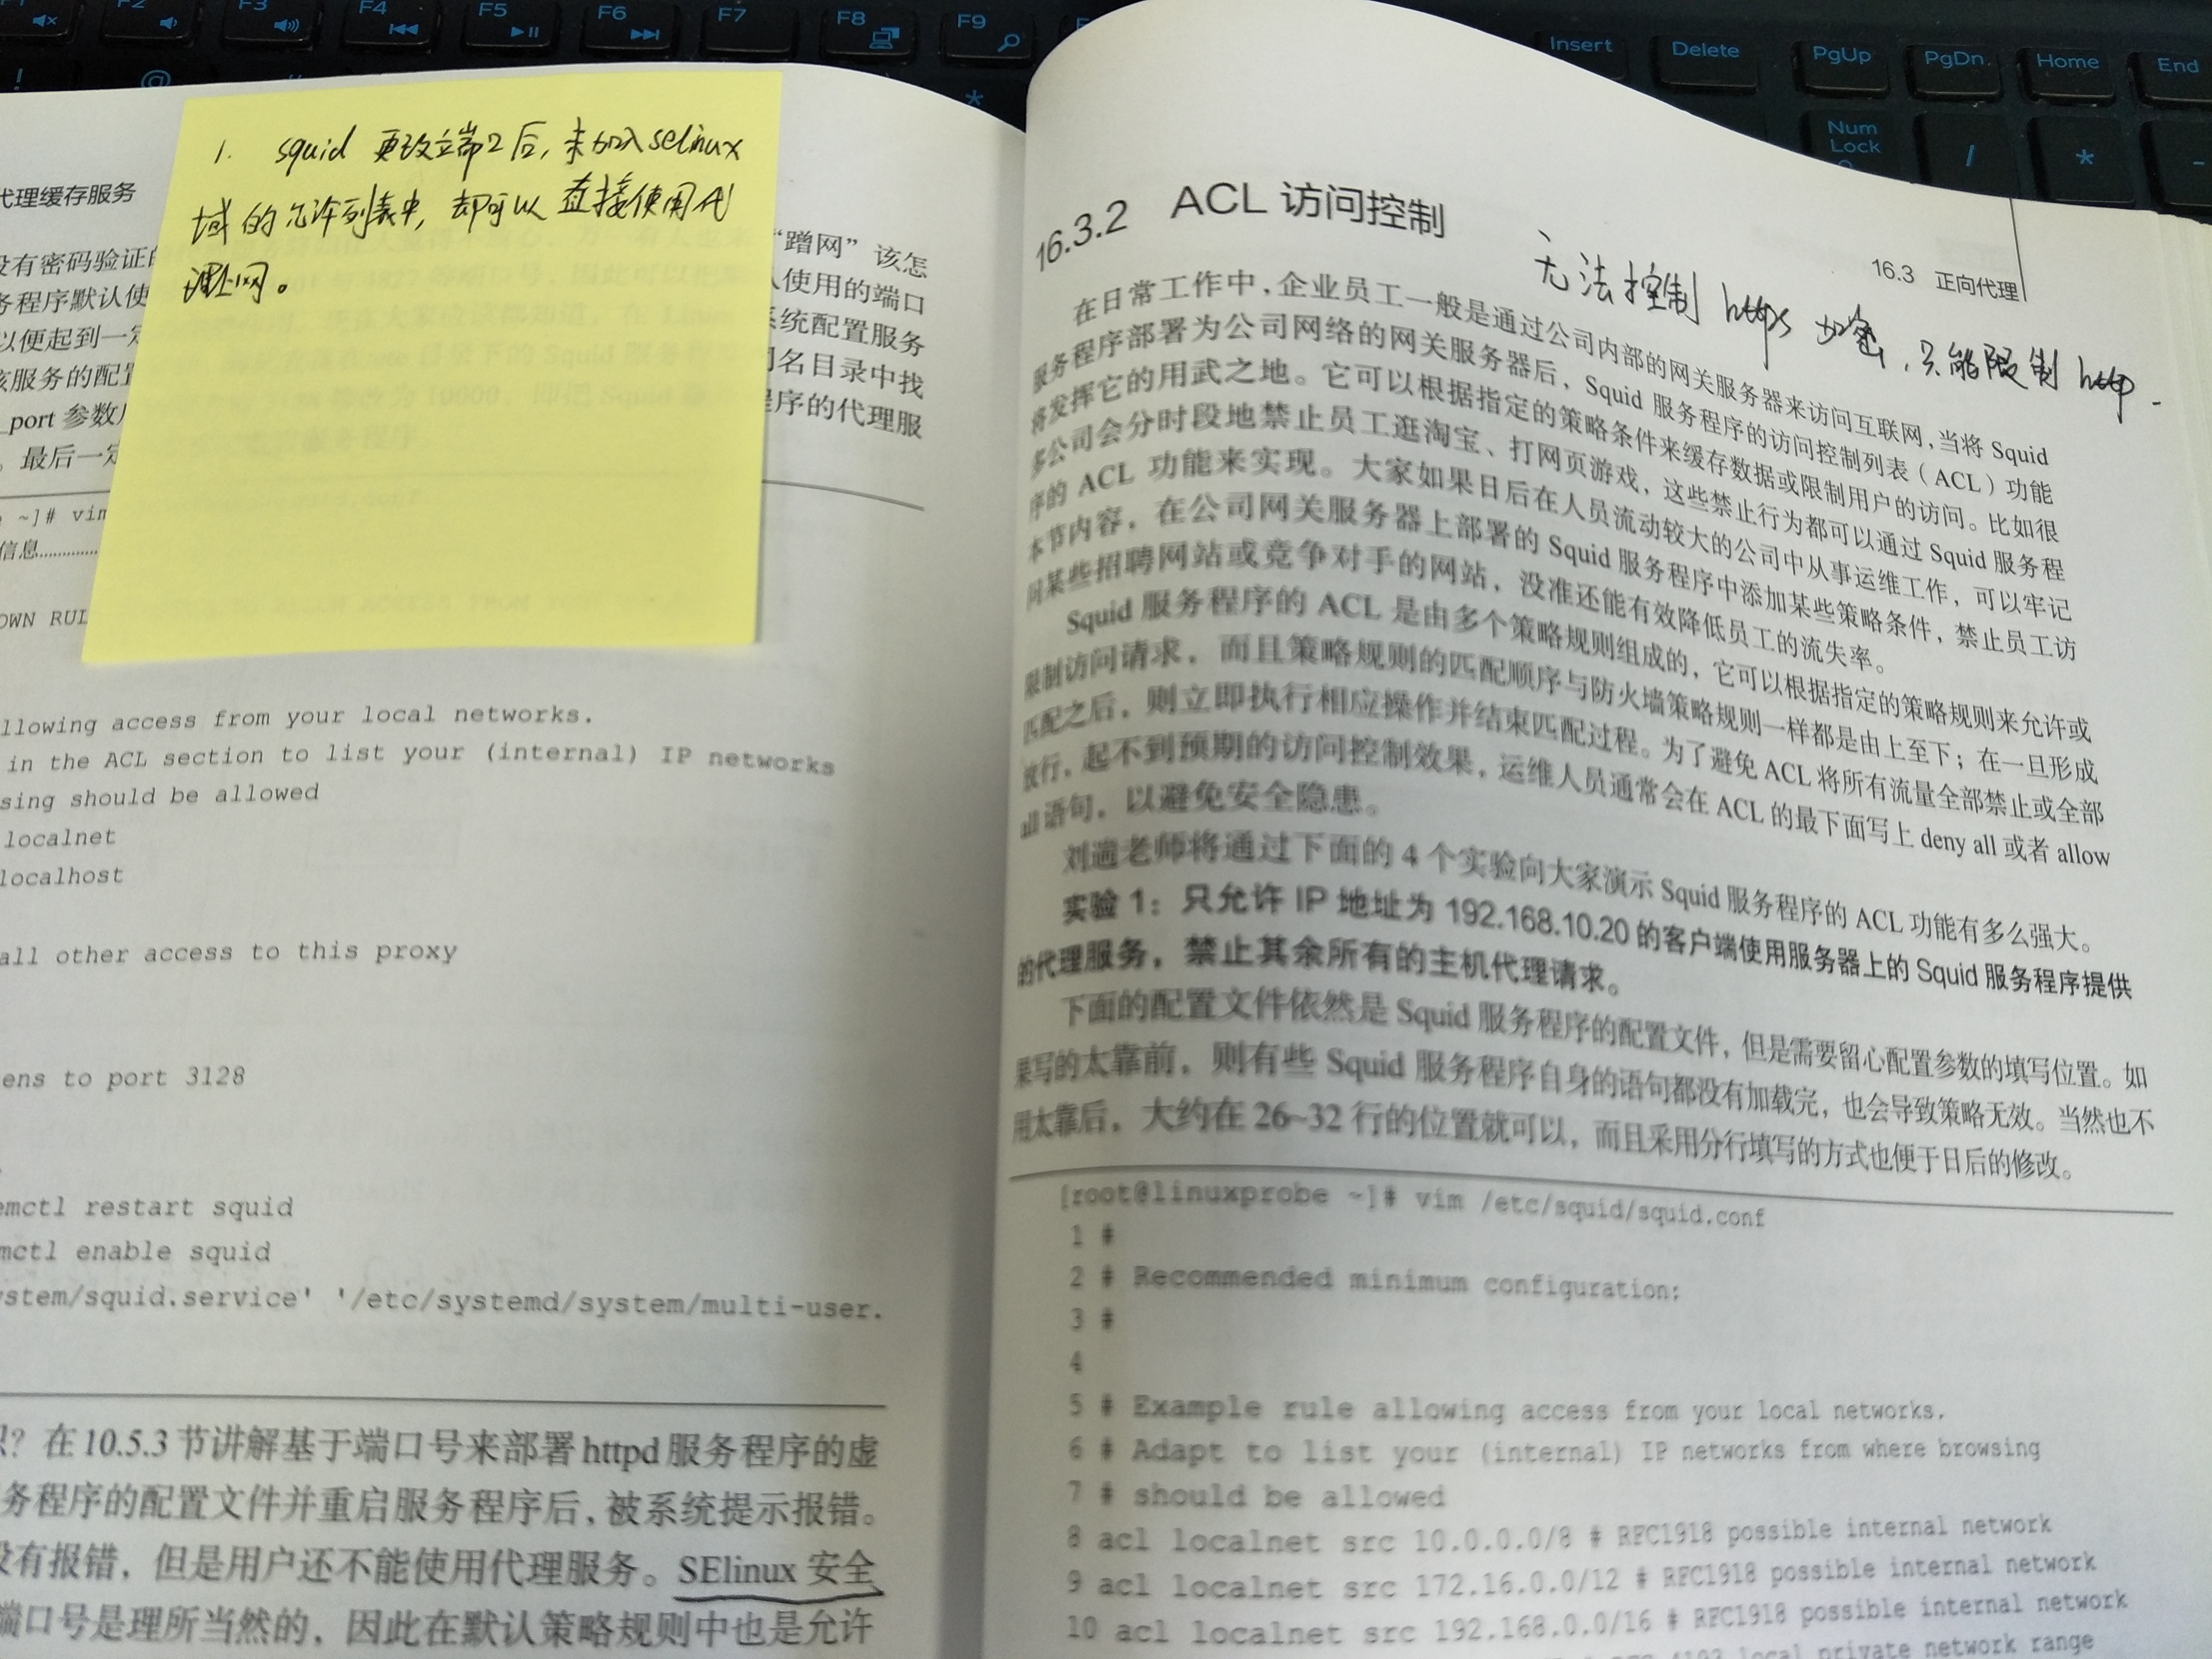 F2
F3
F4
F5
F6
F7
F8
F9
Insert
Delete
PgUp
PgDn
Home
End
Num
Lock
/
*
-
!
@
*
1. squid 更改立端口后，未加入selinux
域的允许列表中，却可以直接使用代
理上网。
代理缓存服务
没有密码验证的
“蹭网”该怎
务程序默认使
使用的端口
以便起到一定
系统配置服务
该服务的配置
同名目录中找
_port 参数
程序的代理服
。最后一定
~]# vim
信息
OWN RUL
llowing access from your local networks.
in the ACL section to list your (internal) IP networks
sing should be allowed
localnet
localhost
all other access to this proxy
ens to port 3128
emctl restart squid
mctl enable squid
ystem/squid.service' '/etc/systemd/system/multi-user.
？在 10.5.3 节讲解基于端口号来部署 httpd 服务程序的虚
务程序的配置文件并重启服务程序后，被系统提示报错。
没有报错，但是用户还不能使用代理服务。SElinux 安全
端口号是理所当然的，因此在默认策略规则中也是允许
16.3 正向代理
16.3.2 ACL 访问控制
无法控制 https 加密，只能限制 http.
在日常工作中，企业员工一般是通过公司内部的网关服务器来访问互联网，当将 Squid
服务程序部署为公司网络的网关服务器后，Squid 服务程序的访问控制列表（ACL）功能
将发挥它的用武之地。它可以根据指定的策略条件来缓存数据或限制用户的访问。比如很
多公司会分时段地禁止员工逛淘宝、打网页游戏，这些禁止行为都可以通过 Squid 服务程
序的 ACL 功能来实现。大家如果日后在人员流动较大的公司中从事运维工作，可以牢记
本节内容，在公司网关服务器上部署的 Squid 服务程序中添加某些策略条件，禁止员工访
问某些招聘网站或竞争对手的网站，没准还能有效降低员工的流失率。
Squid 服务程序的 ACL 是由多个策略规则组成的，它可以根据指定的策略规则来允许或
限制访问请求，而且策略规则的匹配顺序与防火墙策略规则一样都是由上至下；在一旦形成
匹配之后，则立即执行相应操作并结束匹配过程。为了避免 ACL 将所有流量全部禁止或全部
放行，起不到预期的访问控制效果，运维人员通常会在 ACL 的最下面写上 deny all 或者 allow
all 语句，以避免安全隐患。
刘遄老师将通过下面的 4 个实验向大家演示 Squid 服务程序的 ACL 功能有多么强大。
实验 1：只允许 IP 地址为 192.168.10.20 的客户端使用服务器上的 Squid 服务程序提供
的代理服务，禁止其余所有的主机代理请求。
下面的配置文件依然是 Squid 服务程序的配置文件，但是需要留心配置参数的填写位置。如
果写的太靠前，则有些 Squid 服务程序自身的语句都没有加载完，也会导致策略无效。当然也不
用太靠后，大约在 26~32 行的位置就可以，而且采用分行填写的方式也便于日后的修改。
[root@linuxprobe ~]# vim /etc/squid/squid.conf
1 #
2 # Recommended minimum configuration:
3 #
4
5 # Example rule allowing access from your local networks.
6 # Adapt to list your (internal) IP networks from where browsing
7 # should be allowed
8 acl localnet src 10.0.0.0/8 # RFC1918 possible internal network
9 acl localnet src 172.16.0.0/12 # RFC1918 possible internal network
10 acl localnet src 192.168.0.0/16 # RFC1918 possible internal network
local private network range